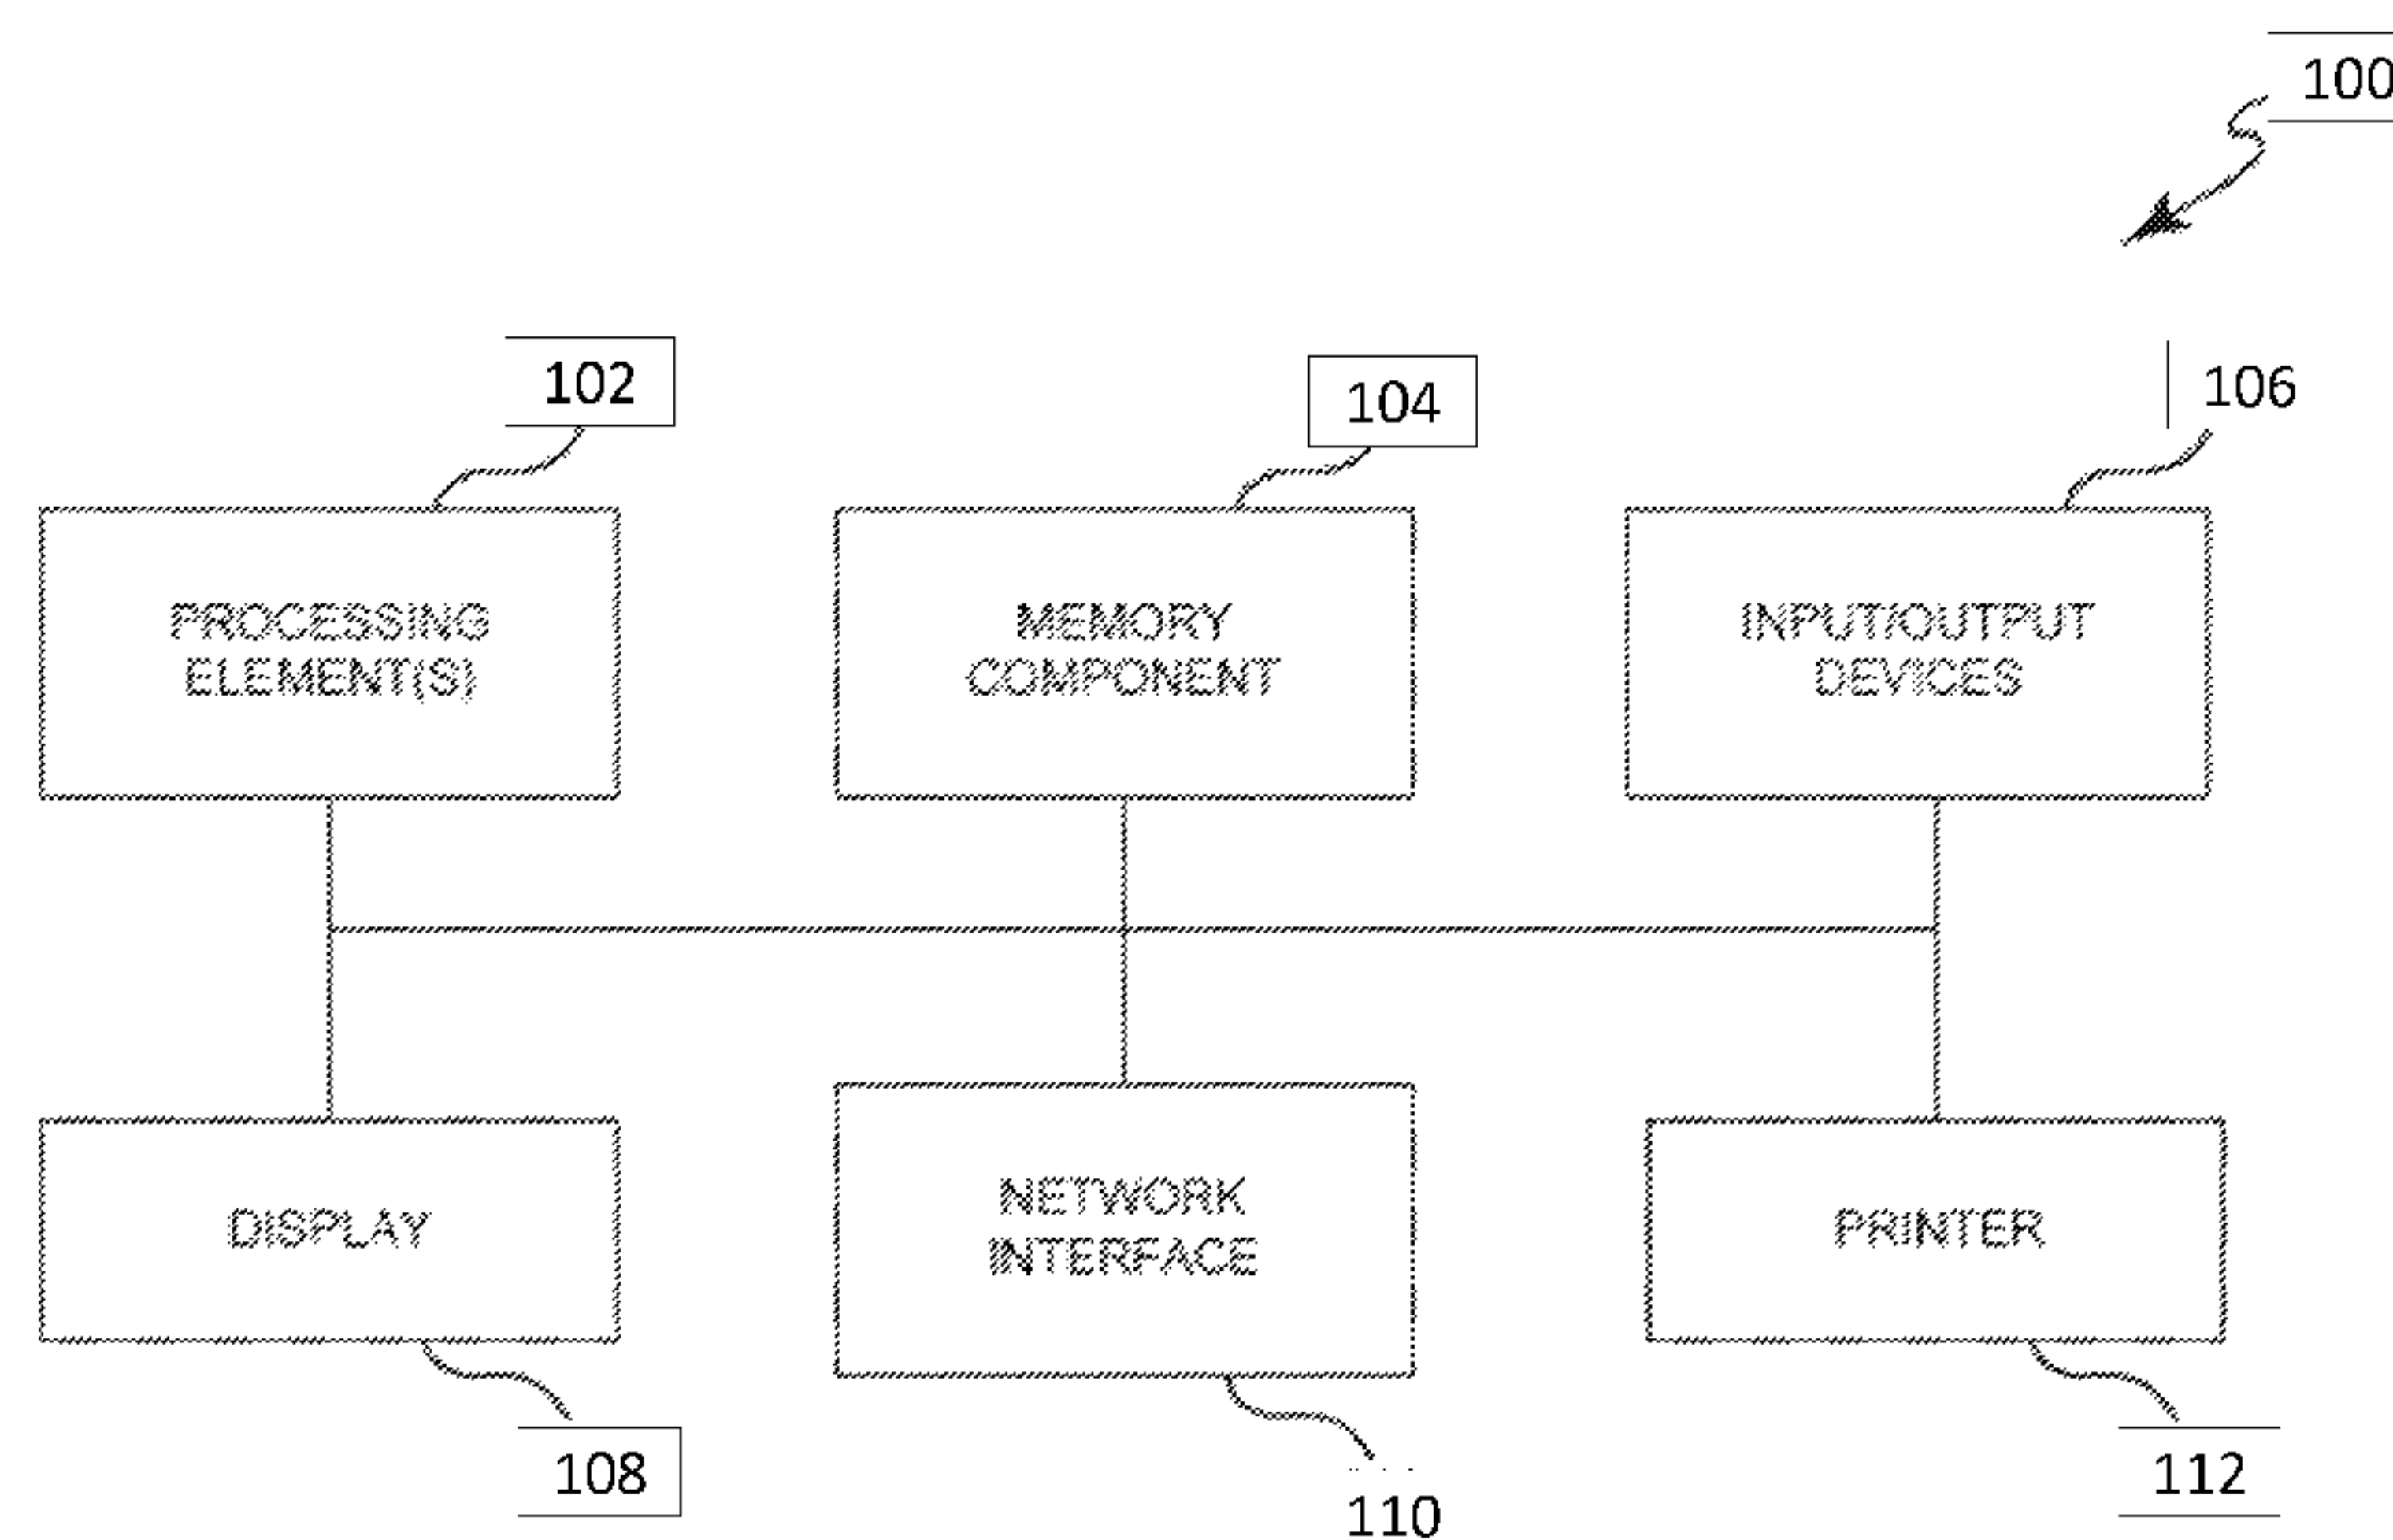 100
102
104
106
PROCESSING
ELEMENT(S)
MEMORY
COMPONENT
INPUT/OUTPUT
DEVICES
DISPLAY
NETWORK
INTERFACE
PRINTER
108
110
112